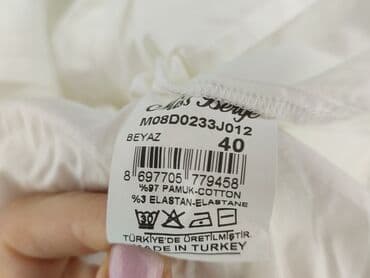 Miss Berge
M08D0233J012
BEYAZ 40
8 697705 779458
%97 PAMUK-COTTON
%3 ELASTAN-ELASTANE
30
TÜRKİYE'DE ÜRETİLMİŞTİR
MADE IN TURKEY